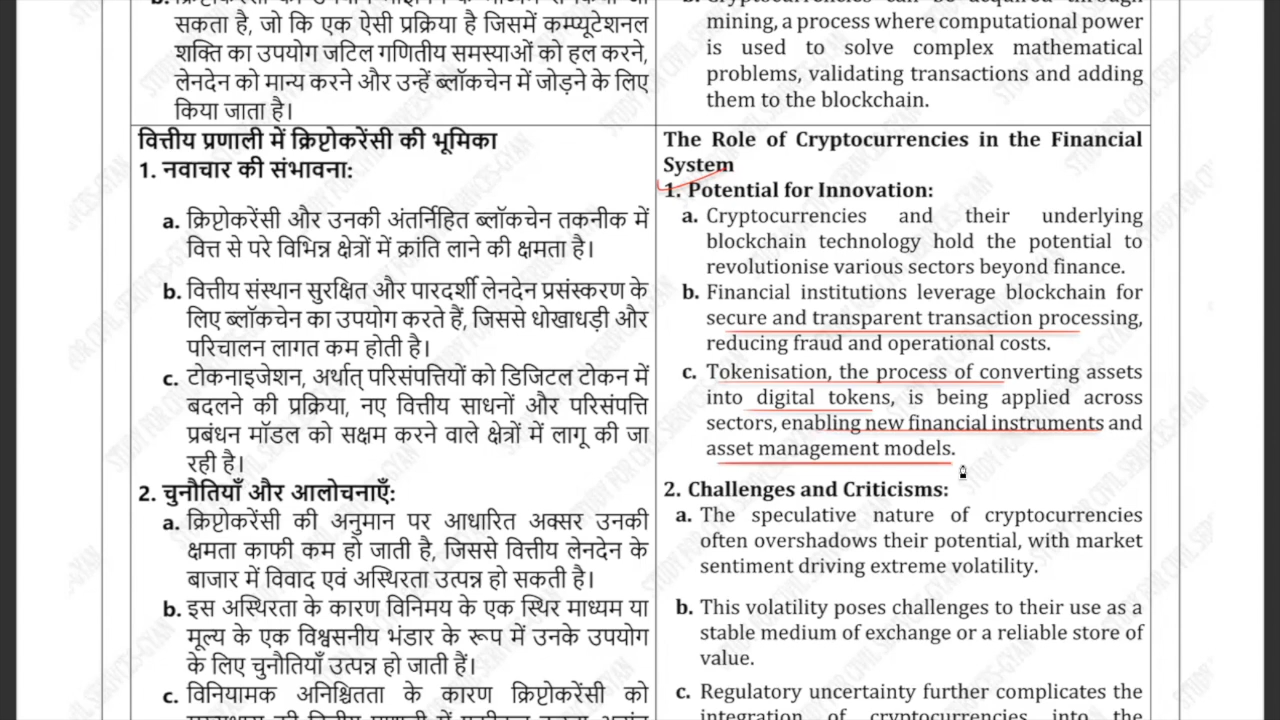 सकता है, जो कि एक ऐसी प्रक्रिया है जिसमें कम्प्यूटेशनल
शक्ति का उपयोग जटिल गणितीय समस्याओं को हल करने,
लेनदेन को मान्य करने और उन्हें ब्लॉकचेन में जोड़ने के लिए
किया जाता है।
वित्तीय प्रणाली में क्रिप्टोकरेंसी की भूमिका
1. नवाचार की संभावना:
a. क्रिप्टोकरेंसी और उनकी अंतर्निहित ब्लॉकचेन तकनीक में
वित्त से परे विभिन्न क्षेत्रों में क्रांति लाने की क्षमता है।
b. वित्तीय संस्थान सुरक्षित और पारदर्शी लेनदेन प्रसंस्करण के
लिए ब्लॉकचेन का उपयोग करते हैं, जिससे धोखाधड़ी और
परिचालन लागत कम होती है।
c. टोकनाइजेशन, अर्थात् परिसंपत्तियों को डिजिटल टोकन में
बदलने की प्रक्रिया, नए वित्तीय साधनों और परिसंपत्ति
प्रबंधन मॉडल को सक्षम करने वाले क्षेत्रों में लागू की जा
रही है।
2. चुनौतियाँ और आलोचनाएँ:
a. क्रिप्टोकरेंसी की अनुमान पर आधारित अक्सर उनकी
क्षमता काफी कम हो जाती है, जिससे वित्तीय लेनदेन के
बाजार में विवाद एवं अस्थिरता उत्पन्न हो सकती है।
b. इस अस्थिरता के कारण विनिमय के एक स्थिर माध्यम या
मूल्य के एक विश्वसनीय भंडार के रूप में उनके उपयोग
के लिए चुनौतियाँ उत्पन्न हो जाती हैं।
c. विनियामक अनिश्चितता के कारण क्रिप्टोकरेंसी को
b. Cryptocurrencies can be acquired through
mining, a process where computational power
is used to solve complex mathematical
problems, validating transactions and adding
them to the blockchain.
The Role of Cryptocurrencies in the Financial
System
1. Potential for Innovation:
a. Cryptocurrencies and their underlying
blockchain technology hold the potential to
revolutionise various sectors beyond finance.
b. Financial institutions leverage blockchain for
secure and transparent transaction processing,
reducing fraud and operational costs.
c. Tokenisation, the process of converting assets
into digital tokens, is being applied across
sectors, enabling new financial instruments and
asset management models.
2. Challenges and Criticisms:
a. The speculative nature of cryptocurrencies
often overshadows their potential, with market
sentiment driving extreme volatility.
b. This volatility poses challenges to their use as a
stable medium of exchange or a reliable store of
value.
c. Regulatory uncertainty further complicates the
integration of cryptocurrencies into the